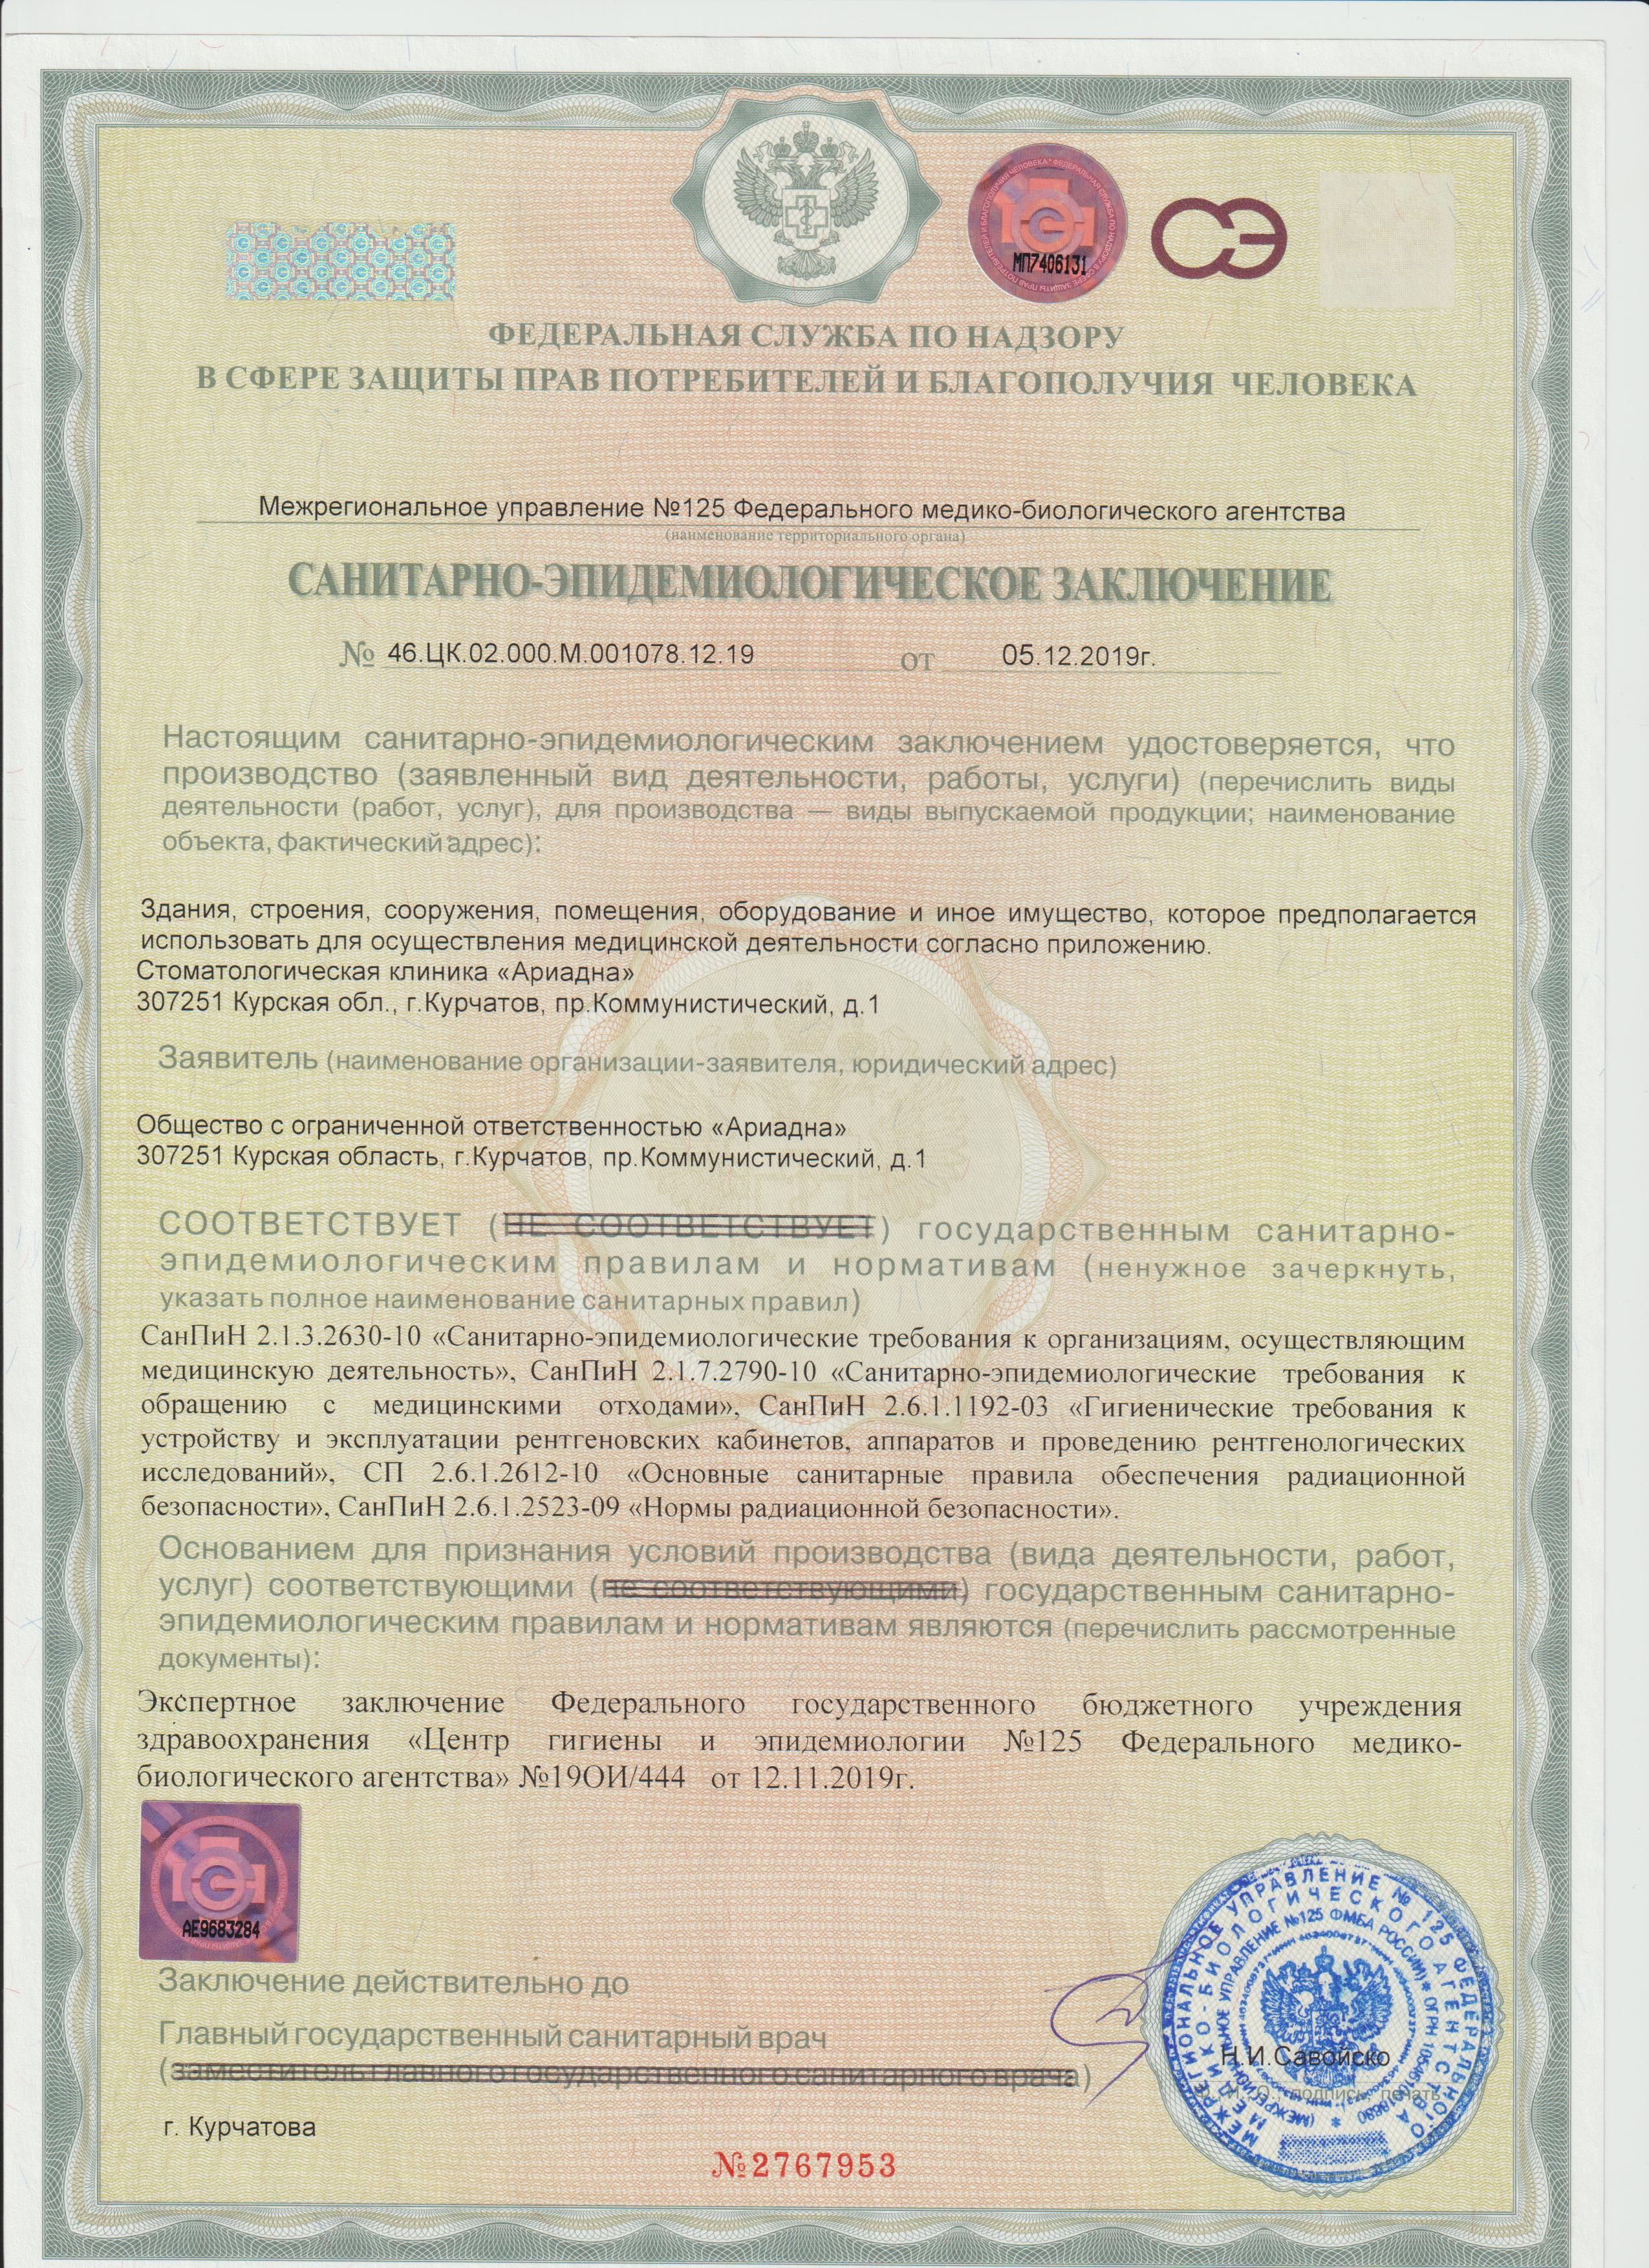 МП7406131
СЭ
ФЕДЕРАЛЬНАЯ СЛУЖБА ПО НАДЗОРУ
В СФЕРЕ ЗАЩИТЫ ПРАВ ПОТРЕБИТЕЛЕЙ И БЛАГОПОЛУЧИЯ ЧЕЛОВЕКА
Межрегиональное управление №125 Федерального медико-биологического агентства
(наименование территориального органа)
САНИТАРНО-ЭПИДЕМИОЛОГИЧЕСКОЕ ЗАКЛЮЧЕНИЕ
№ 46.ЦК.02.000.М.001078.12.19 от 05.12.2019г.
Настоящим санитарно-эпидемиологическим заключением удостоверяется, что
производство (заявленный вид деятельности, работы, услуги) (перечислить виды
деятельности (работ, услуг), для производства — виды выпускаемой продукции; наименование
объекта, фактический адрес):
Здания, строения, сооружения, помещения, оборудование и иное имущество, которое предполагается
использовать для осуществления медицинской деятельности согласно приложению.
Стоматологическая клиника «Ариадна»
307251 Курская обл., г.Курчатов, пр.Коммунистический, д.1
Заявитель (наименование организации-заявителя, юридический адрес)
Общество с ограниченной ответственностью «Ариадна»
307251 Курская область, г.Курчатов, пр.Коммунистический, д.1
СООТВЕТСТВУЕТ (НЕ СООТВЕТСТВУЕТ) государственным санитарно-
эпидемиологическим правилам и нормативам (ненужное зачеркнуть,
указать полное наименование санитарных правил)
СанПиН 2.1.3.2630-10 «Санитарно-эпидемиологические требования к организациям, осуществляющим
медицинскую деятельность», СанПиН 2.1.7.2790-10 «Санитарно-эпидемиологические требования к
обращению с медицинскими отходами», СанПиН 2.6.1.1192-03 «Гигиенические требования к
устройству и эксплуатации рентгеновских кабинетов, аппаратов и проведению рентгенологических
исследований», СП 2.6.1.2612-10 «Основные санитарные правила обеспечения радиационной
безопасности», СанПиН 2.6.1.2523-09 «Нормы радиационной безопасности».
Основанием для признания условий производства (вида деятельности, работ,
услуг) соответствующими (не соответствующими) государственным санитарно-
эпидемиологическим правилам и нормативам являются (перечислить рассмотренные
документы):
Экспертное заключение Федерального государственного бюджетного учреждения
здравоохранения «Центр гигиены и эпидемиологии №125 Федерального медико-
биологического агентства» №19ОИ/444 от 12.11.2019г.
АЕ9683284
Заключение действительно до
Главный государственный санитарный врач
(заместитель главного государственного санитарного врача)
МЕЖРЕГИОНАЛЬНОЕ УПРАВЛЕНИЕ № 125 ФЕДЕРАЛЬНОГО
МЕДИКО-БИОЛОГИЧЕСКОГО АГЕНТСТВА
(МЕЖРЕГИОНАЛЬНОЕ УПРАВЛЕНИЕ №125 ФМБА РОССИИ)
Н.И.Савойско
подпись, печать
г. Курчатова
№2767953